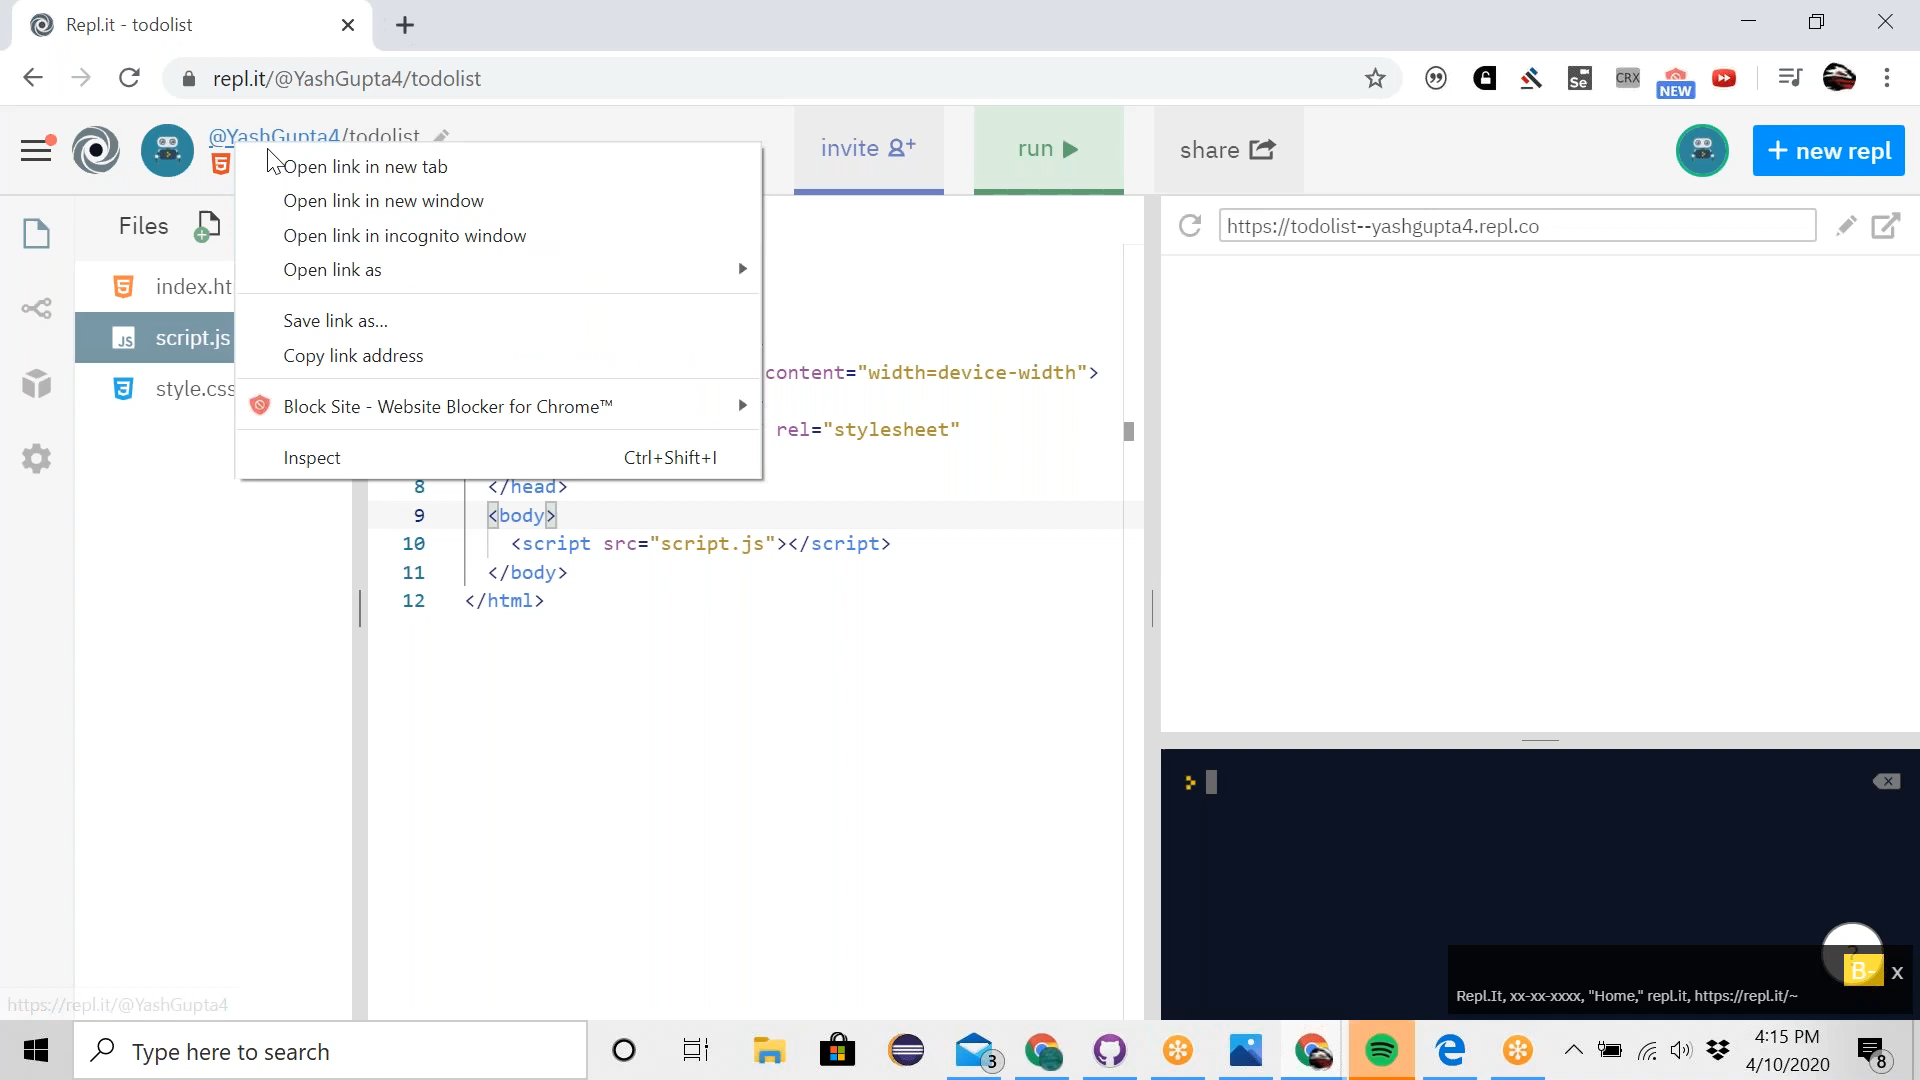 Repl.it - todolist
repl.it/@YashGupta4/todolist
Se
CRX
NEW
@YashGupta4/todolist
invite
run
share
+ new repl
Open link in new tab
Open link in new window
Open link in incognito window
Open link as
Save link as...
Copy link address
Block Site - Website Blocker for Chrome™
Inspect Ctrl+Shift+I
Files
index.ht
JS script.js
style.css
https://todolist--yashgupta4.repl.co
content="width=device-width">
rel="stylesheet"
8 </head>
9 <body>
10 <script src="script.js"></script>
11 </body>
12 </html>
B-
x
Repl.It, xx-xx-xxxx, "Home," repl.it, https://repl.it/~
https://repl.it/@YashGupta4
Type here to search
3
4:15 PM
4/10/2020
8